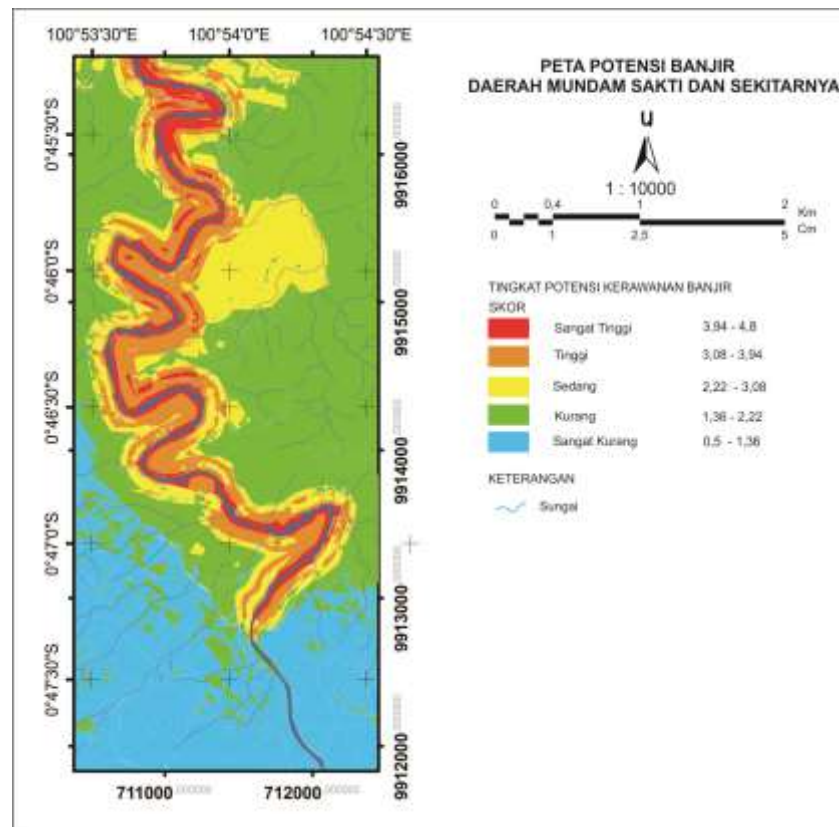 100°53'30"E 100°54'0"E 100°54'30"E
0°45'30"S
0°46'0"S
0°46'30"S
0°47'0"S
0°47'30"S
9916000
9915000
9914000
9913000
9912000
711000 712000
PETA POTENSI BANJIR
DAERAH MUNDAM SAKTI DAN SEKITARNYA
u
1 : 10000
0 0,4 1 2 Km
0 1 2,5 5 Cm
TINGKAT POTENSI KERAWANAN BANJIR
SKOR
Sangat Tinggi 3,94 - 4,8
Tinggi 3,08 - 3,94
Sedang 2,22 - 3,08
Kurang 1,36 - 2,22
Sangat Kurang 0,5 - 1,36
KETERANGAN
Sungai